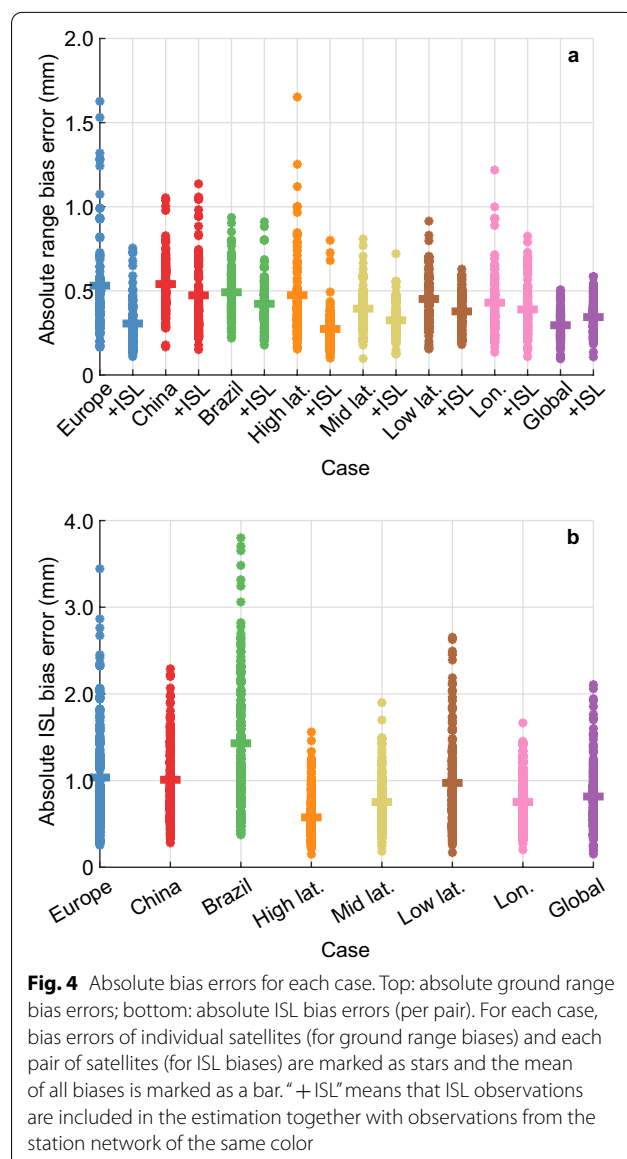 a
Absolute range bias error (mm)
2.0
1.5
1.0
0.5
0
Europe
+ISL
China
+ISL
Brazil
+ISL
High lat.
+ISL
Mid lat.
+ISL
Low lat.
+ISL
Lon.
+ISL
Global
+ISL
Case
b
Absolute ISL bias error (mm)
4.0
3.0
2.0
1.0
0
Europe
China
Brazil
High lat.
Mid lat.
Low lat.
Lon.
Global
Case
Fig. 4 Absolute bias errors for each case. Top: absolute ground range
bias errors; bottom: absolute ISL bias errors (per pair). For each case,
bias errors of individual satellites (for ground range biases) and each
pair of satellites (for ISL biases) are marked as stars and the mean
of all biases is marked as a bar. “+ISL” means that ISL observations
are included in the estimation together with observations from the
station network of the same color